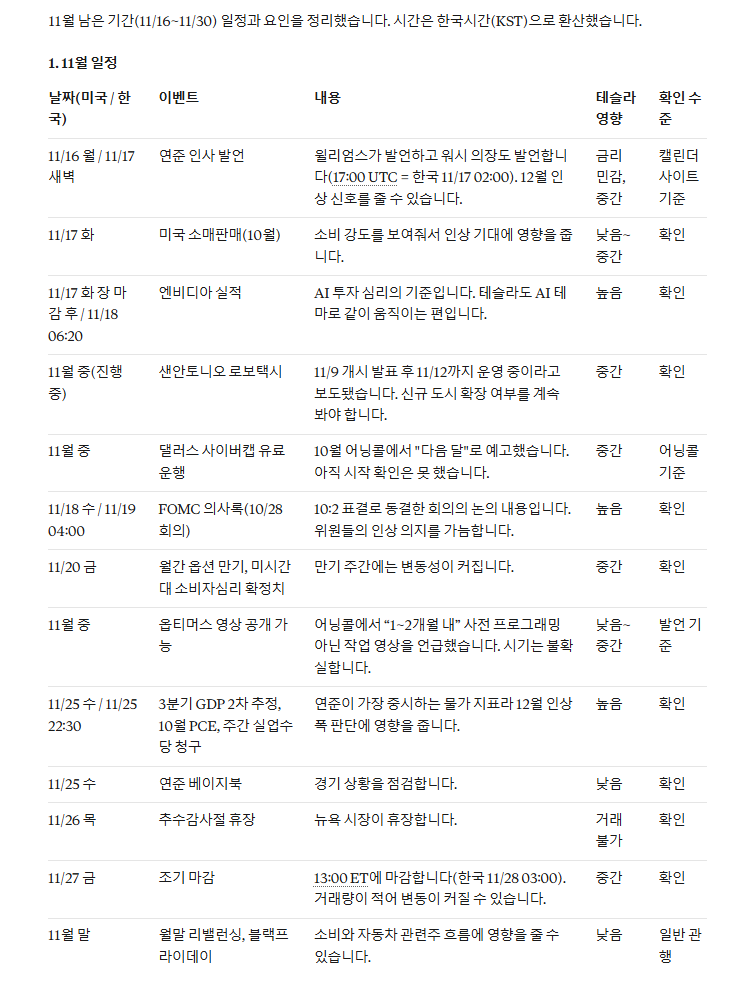 11월 남은 기간(11/16~11/30) 일정과 요인을 정리했습니다. 시간은 한국시간(KST)으로 환산했습니다.
1. 11월 일정
날짜(미국 / 한국) 이벤트 내용 테슬라 영향 확인 수준
11/16 월 / 11/17 새벽 연준 인사 발언 윌리엄스가 발언하고 워시 의장도 발언합니다(17:00 UTC = 한국 11/17 02:00). 12월 인상 신호를 줄 수 있습니다. 금리 민감, 중간 캘린더 사이트 기준
11/17 화 미국 소매판매(10월) 소비 강도를 보여줘서 인상 기대에 영향을 줍니다. 낮음~중간 확인
11/17 화 장 마감 후 / 11/18 06:20 엔비디아 실적 AI 투자 심리의 기준입니다. 테슬라도 AI 테마로 같이 움직이는 편입니다. 높음 확인
11월 중(진행 중) 샌안토니오 로보택시 11/9 개시 발표 후 11/12까지 운영 중이라고 보도됐습니다. 신규 도시 확장 여부를 계속 봐야 합니다. 중간 확인
11월 중 댈러스 사이버캡 유료 운행 10월 어닝콜에서 "다음 달"로 예고했습니다. 아직 시작 확인은 못 했습니다. 중간 어닝콜 기준
11/18 수 / 11/19 04:00 FOMC 의사록(10/28 회의) 10:2 표결로 동결한 회의의 논의 내용입니다. 위원들의 인상 의지를 가늠합니다. 높음 확인
11/20 금 월간 옵션 만기, 미시간대 소비자심리 확정치 만기 주간에는 변동성이 커집니다. 중간 확인
11월 중 옵티머스 영상 공개 가능 어닝콜에서 “1~2개월 내” 사전 프로그래밍 아닌 작업 영상을 언급했습니다. 시기는 불확실합니다. 낮음~중간 발언 기준
11/25 수 / 11/25 22:30 3분기 GDP 2차 추정, 10월 PCE, 주간 실업수당 청구 연준이 가장 중시하는 물가 지표라 12월 인상 폭 판단에 영향을 줍니다. 높음 확인
11/25 수 연준 베이지북 경기 상황을 점검합니다. 낮음 확인
11/26 목 추수감사절 휴장 뉴욕 시장이 휴장합니다. 거래 불가 확인
11/27 금 조기 마감 13:00 ET에 마감합니다(한국 11/28 03:00). 거래량이 적어 변동이 커질 수 있습니다. 중간 확인
11월 말 월말 리밸런싱, 블랙프라이데이 소비와 자동차 관련주 흐름에 영향을 줄 수 있습니다. 낮음 일반 관행